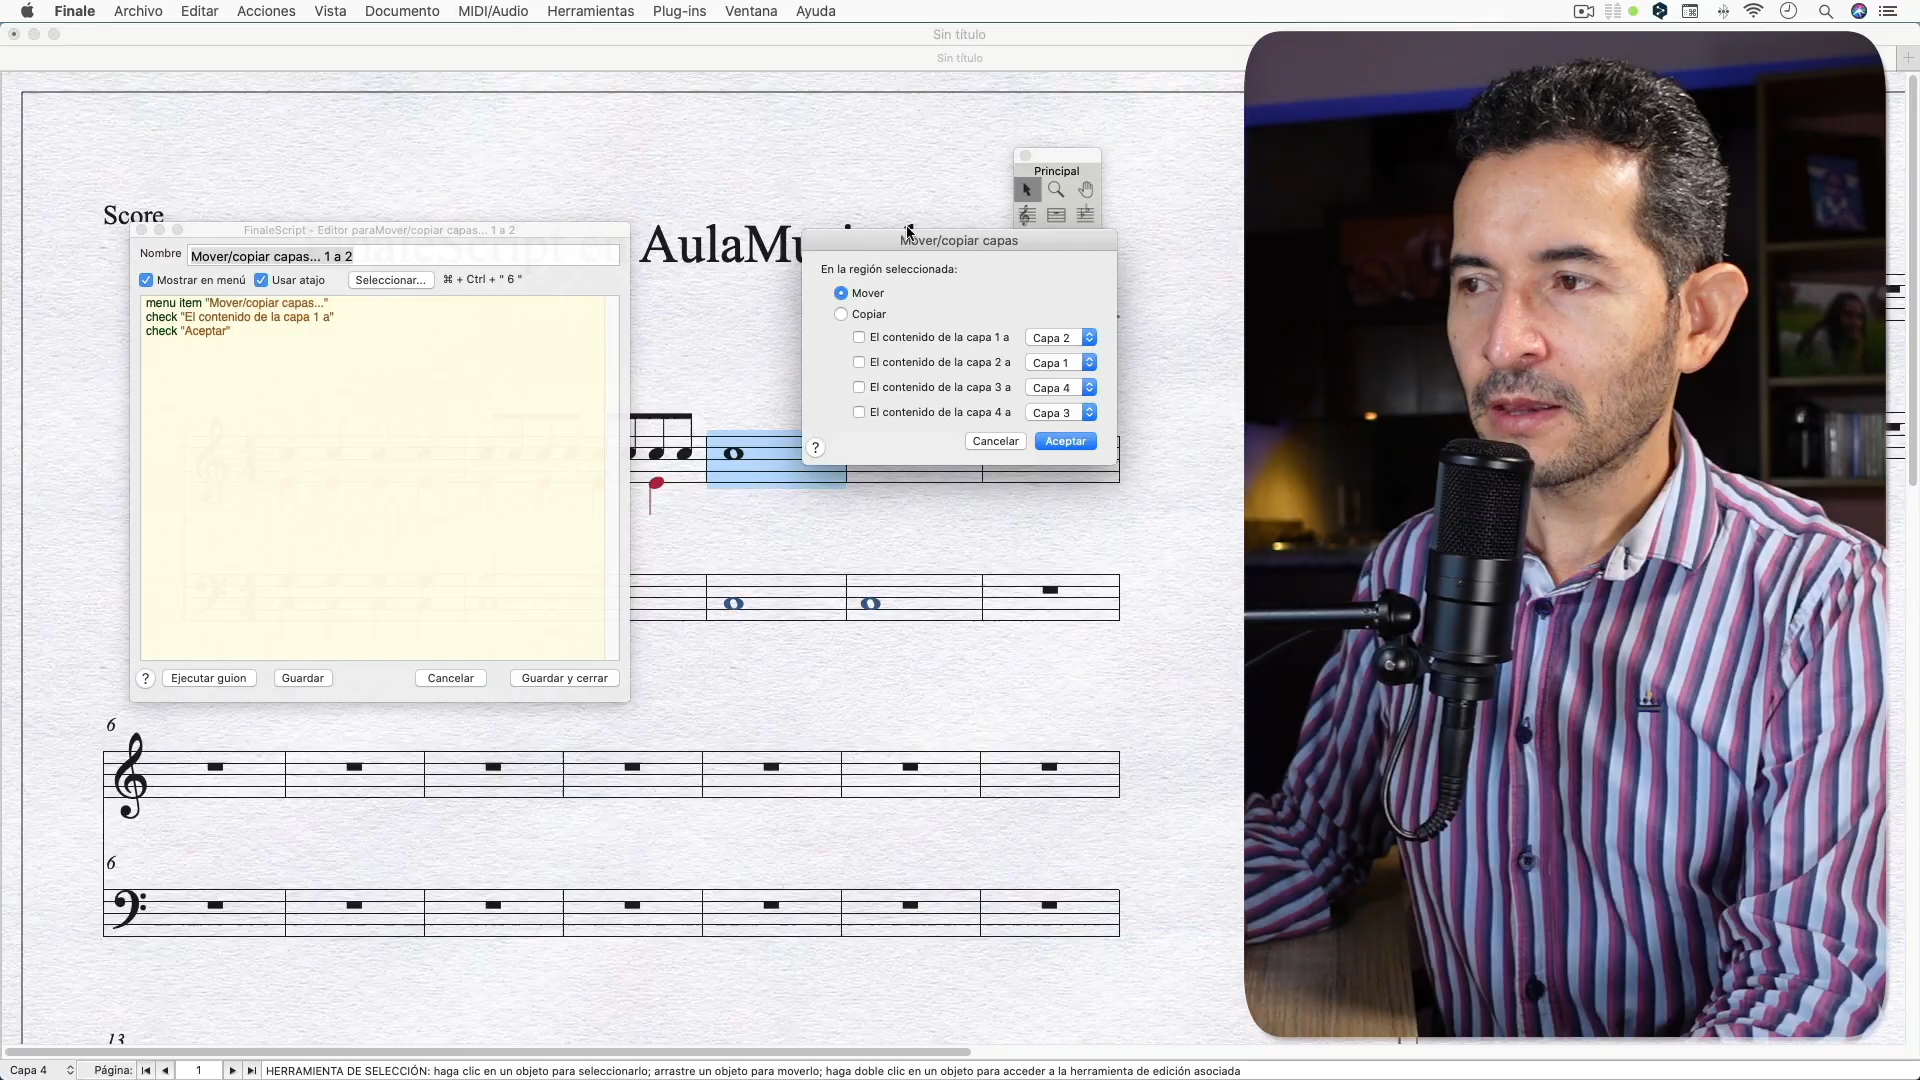 Finale Archivo Editar Acciones Vista Documento MIDI/Audio Herramientas Plug-ins Ventana Ayuda
Sin título
Sin título
Principal
Score
AulaMu
FinaleScript - Editor paraMover/copiar capas... 1 a 2
Nombre Mover/copiar capas... 1 a 2
Mostrar en menú Usar atajo Seleccionar... ⌘ + Ctrl + " 6 "
menu item "Mover/copiar capas..."
check "El contenido de la capa 1 a"
check "Aceptar"
? Ejecutar guion Guardar Cancelar Guardar y cerrar
Mover/copiar capas
En la región seleccionada:
Mover
Copiar
El contenido de la capa 1 a Capa 2
El contenido de la capa 2 a Capa 1
El contenido de la capa 3 a Capa 4
El contenido de la capa 4 a Capa 3
? Cancelar Aceptar
6
6
13
Capa 4 Página: 1 HERRAMIENTA DE SELECCIÓN: haga clic en un objeto para seleccionarlo; arrastre un objeto para moverlo; haga doble clic en un objeto para acceder a la herramienta de edición asociada